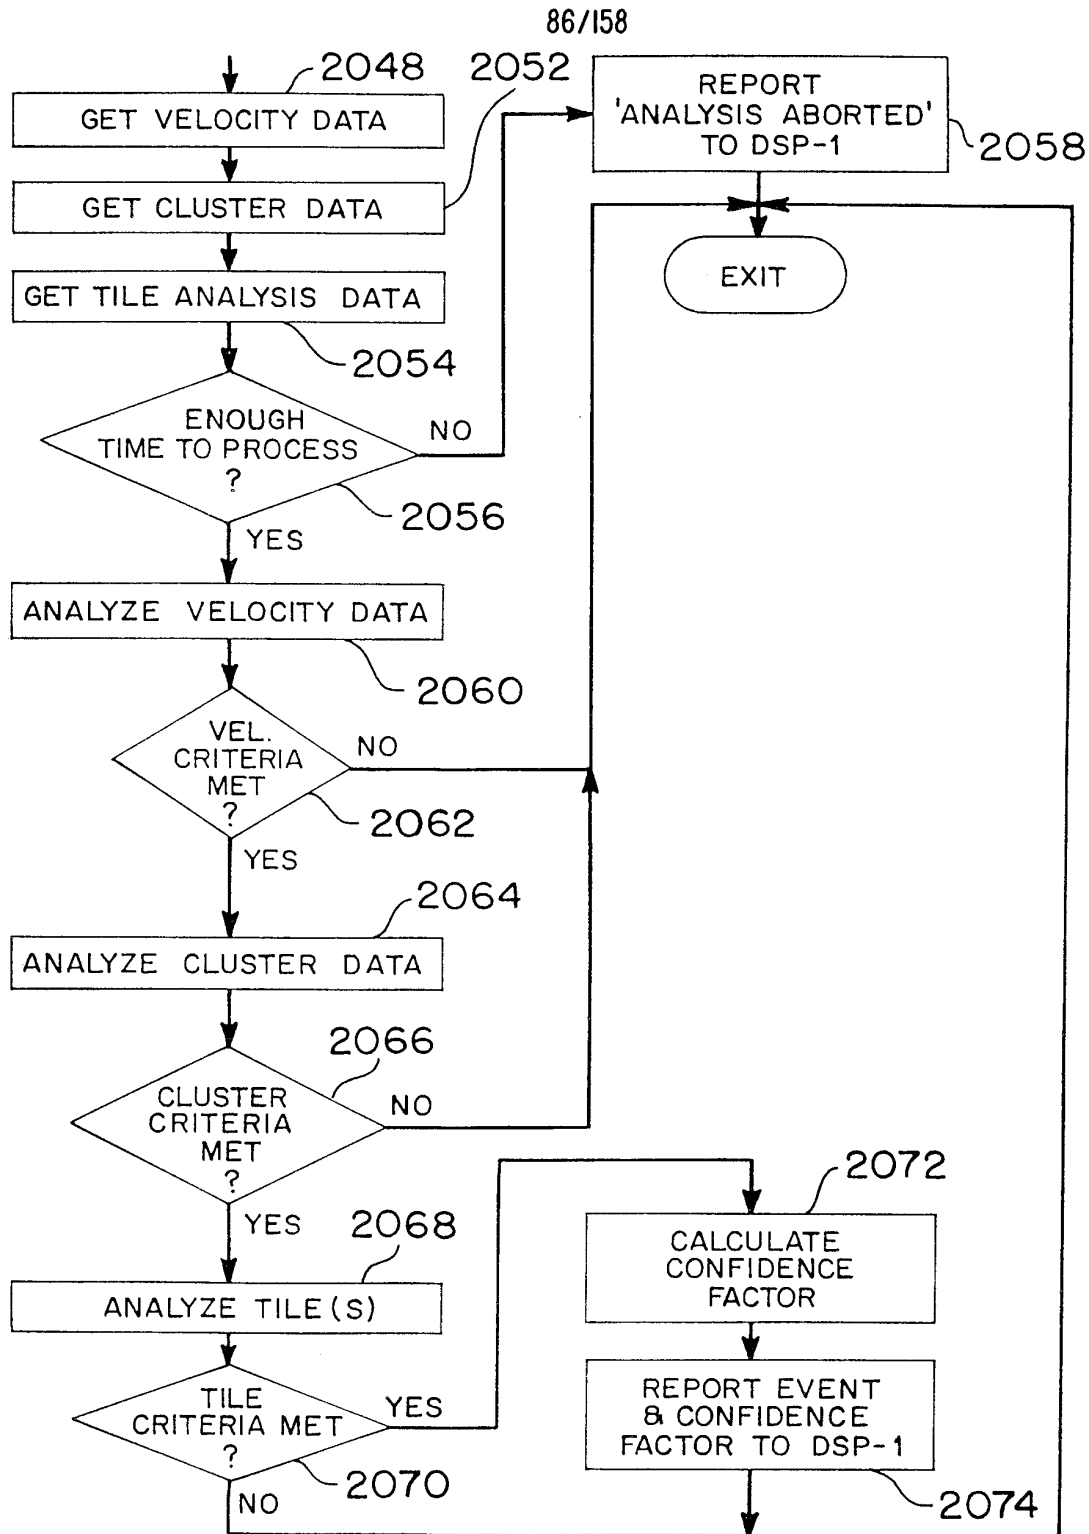 86/158
2048
GET VELOCITY DATA
2052
GET CLUSTER DATA
GET TILE ANALYSIS DATA
2054
ENOUGH
TIME TO PROCESS
?
NO
2056
YES
REPORT
'ANALYSIS ABORTED'
TO DSP-1
2058
EXIT
ANALYZE VELOCITY DATA
2060
VEL.
CRITERIA
MET
?
NO
2062
YES
2064
ANALYZE CLUSTER DATA
2066
CLUSTER
CRITERIA
MET
?
NO
YES
2068
ANALYZE TILE(S)
TILE
CRITERIA MET
?
YES
2070
NO
2072
CALCULATE
CONFIDENCE
FACTOR
REPORT EVENT
& CONFIDENCE
FACTOR TO DSP-1
2074